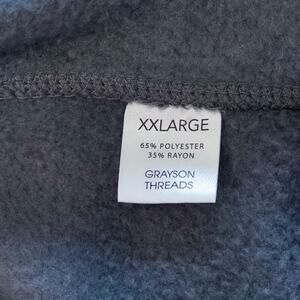 XXLARGE
65% POLYESTER
35% RAYON
GRAYSON
THREADS